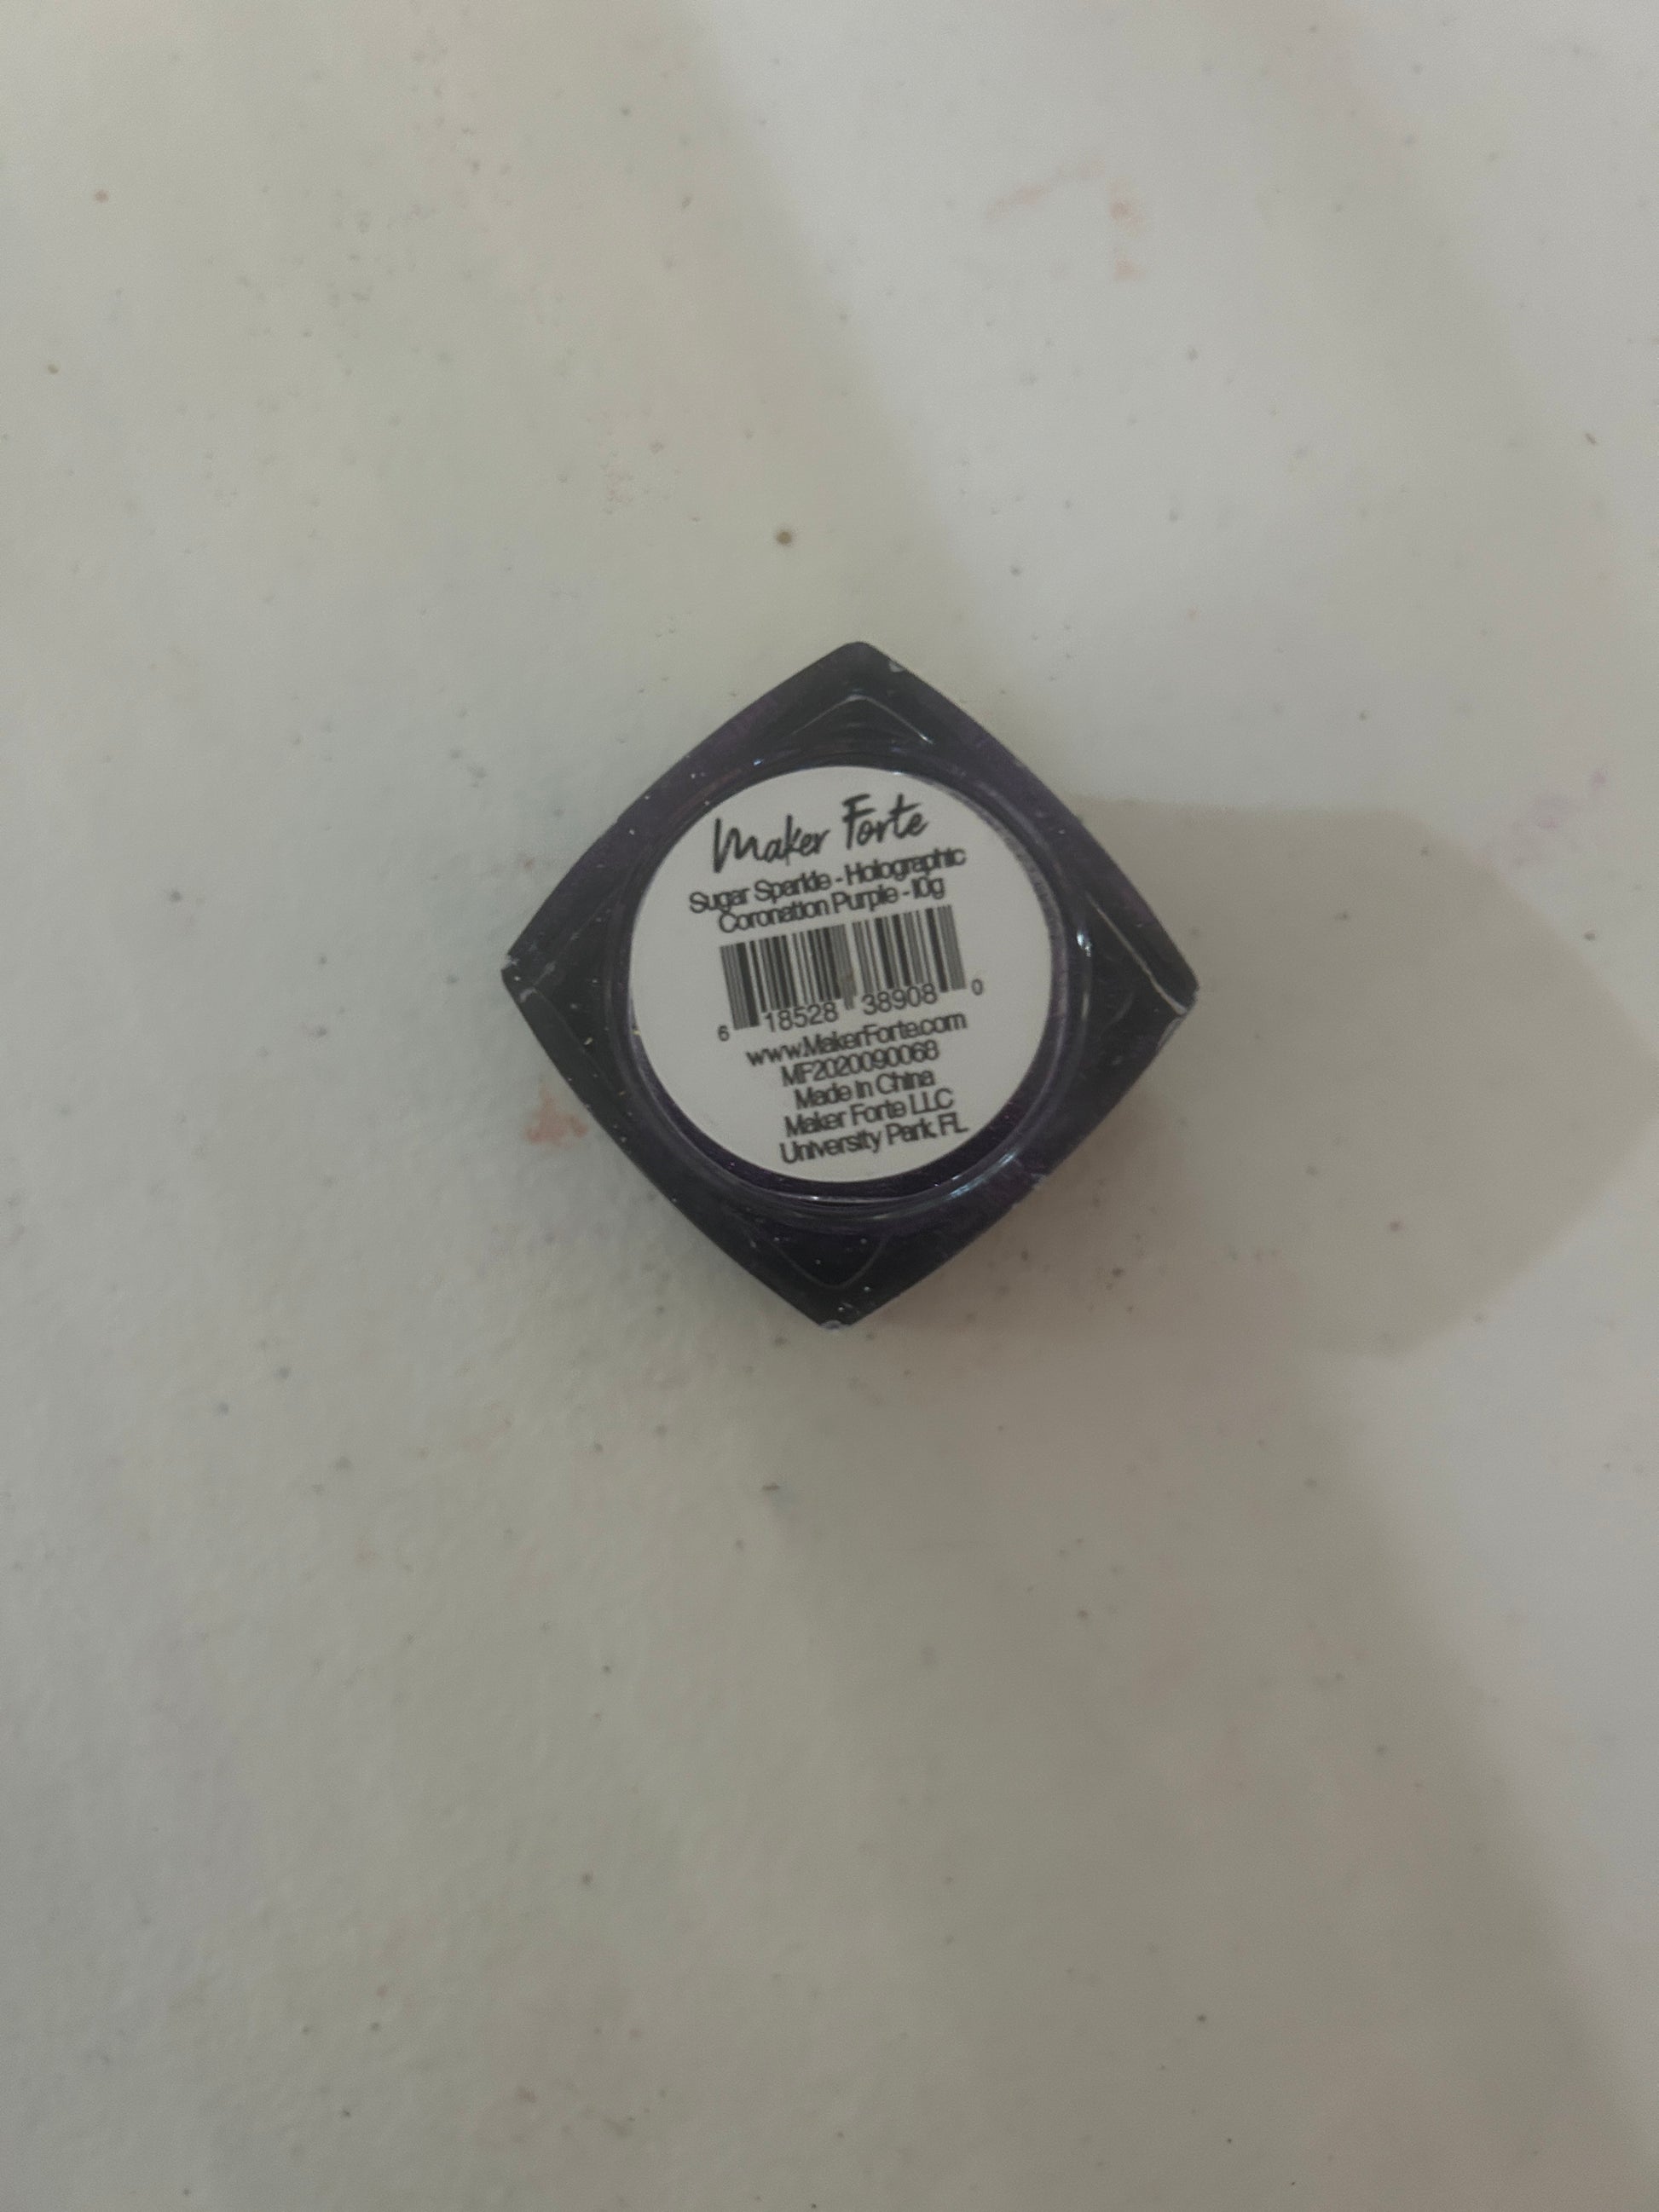 Maker Forte
Sugar Sparkle - Holographic
Coronation Purple - 10g
6 18528 38908 0
www.MakerForte.com
MF2020090068
Made In China
Maker Forte LLC
University Park, FL